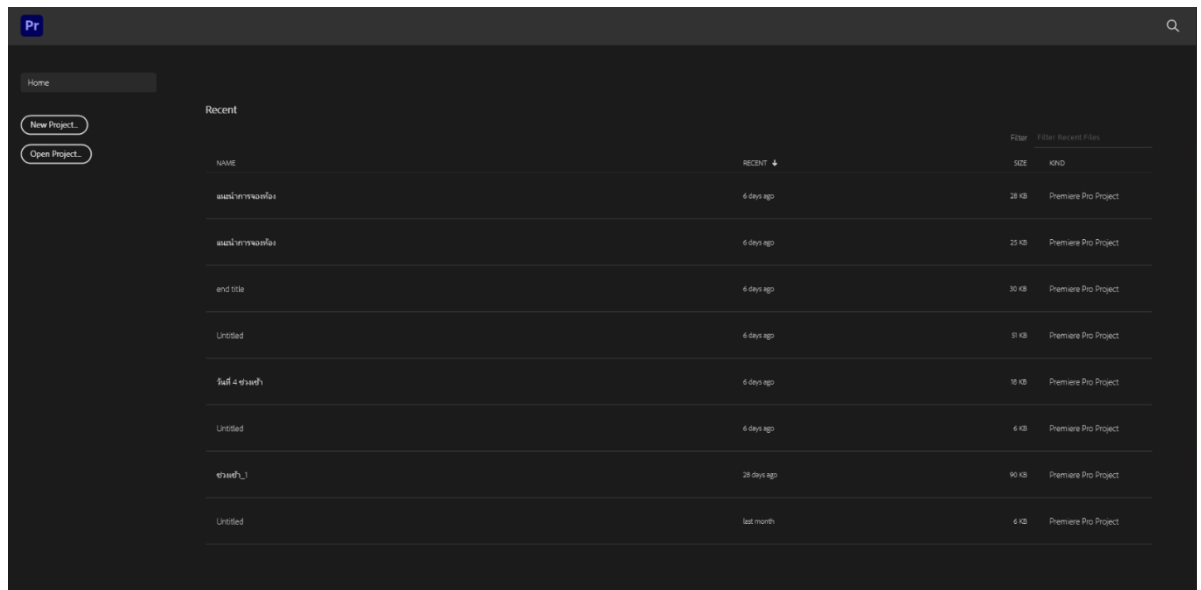 Pr
Home
New Project...
Open Project...
Recent
Filter Filter Recent Files
NAME RECENT SIZE KIND
แนะนำการจองห้อง 6 days ago 28 KB Premiere Pro Project
แนะนำการจองห้อง 6 days ago 25 KB Premiere Pro Project
end title 6 days ago 30 KB Premiere Pro Project
Untitled 6 days ago 51 KB Premiere Pro Project
วันที่ 4 ช่วงเช้า 6 days ago 18 KB Premiere Pro Project
Untitled 6 days ago 6 KB Premiere Pro Project
ช่วงเช้า_1 28 days ago 90 KB Premiere Pro Project
Untitled last month 6 KB Premiere Pro Project